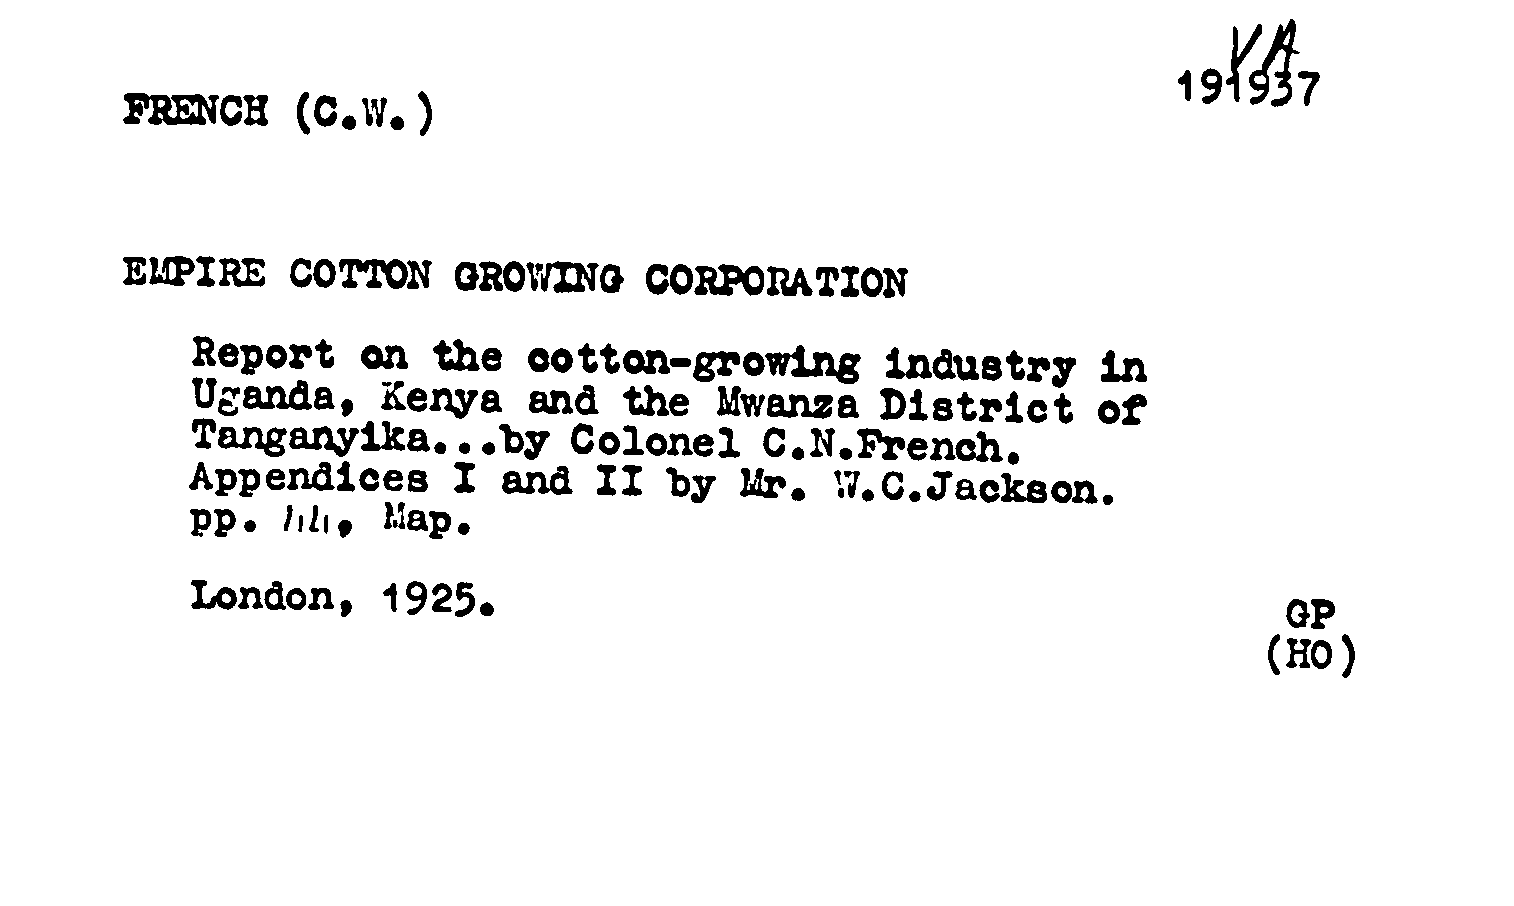 VA
191937
FRENCH (C.W.)
EMPIRE COTTON GROWING CORPORATION
Report on the cotton-growing industry in
Uganda, Kenya and the Mwanza District of
Tanganyika...by Colonel C.N.French.
Appendices I and II by Mr. W.C.Jackson.
pp. , Map.
London, 1925.
GP
(HO)